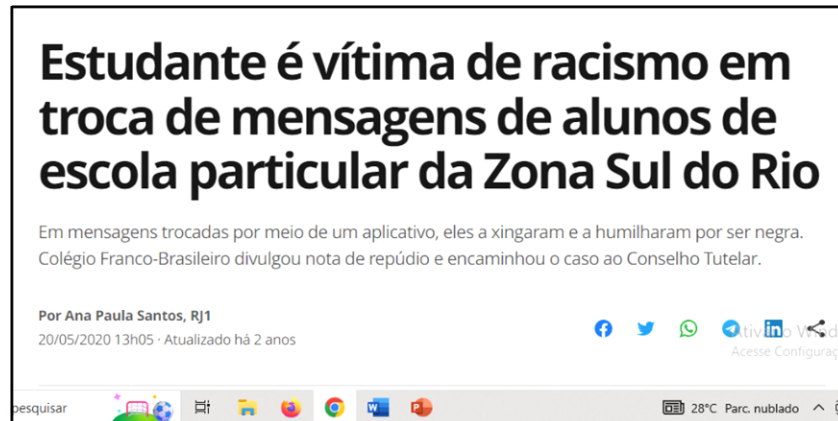 Estudante é vítima de racismo em
troca de mensagens de alunos de
escola particular da Zona Sul do Rio
Em mensagens trocadas por meio de um aplicativo, eles a xingaram e a humilharam por ser negra.
Colégio Franco-Brasileiro divulgou nota de repúdio e encaminhou o caso ao Conselho Tutelar.
Por Ana Paula Santos, RJ1
20/05/2020 13h05 · Atualizado há 2 anos
Acesse Configuraç
pesquisar
28°C Parc. nublado